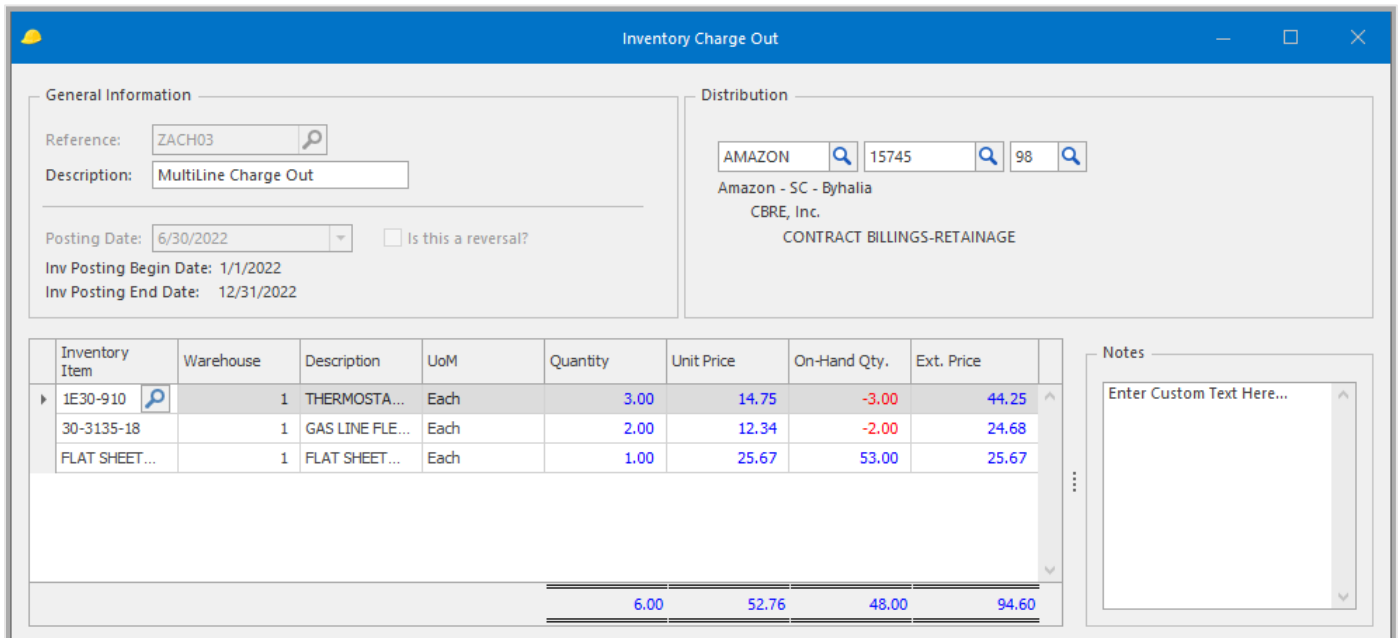 Inventory Charge Out
General Information
Reference: ZACH03
Description: MultiLine Charge Out
Posting Date: 6/30/2022 Is this a reversal?
Inv Posting Begin Date: 1/1/2022
Inv Posting End Date: 12/31/2022
Distribution
AMAZON 15745 98
Amazon - SC - Byhalia
CBRE, Inc.
CONTRACT BILLINGS-RETAINAGE
Inventory Item Warehouse Description UoM Quantity Unit Price On-Hand Qty. Ext. Price
1E30-910 1 THERMOSTA... Each 3.00 14.75 -3.00 44.25
30-3135-18 1 GAS LINE FLE... Each 2.00 12.34 -2.00 24.68
FLAT SHEET... 1 FLAT SHEET... Each 1.00 25.67 53.00 25.67
6.00 52.76 48.00 94.60
Notes
Enter Custom Text Here...